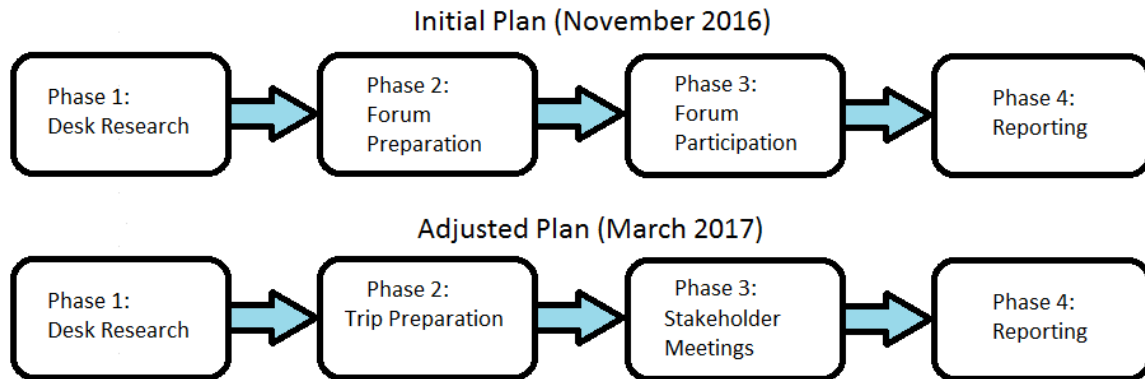 Initial Plan (November 2016)
Phase 1:
Desk Research
Phase 2:
Forum
Preparation
Phase 3:
Forum
Participation
Phase 4:
Reporting
Adjusted Plan (March 2017)
Phase 1:
Desk Research
Phase 2:
Trip Preparation
Phase 3:
Stakeholder
Meetings
Phase 4:
Reporting